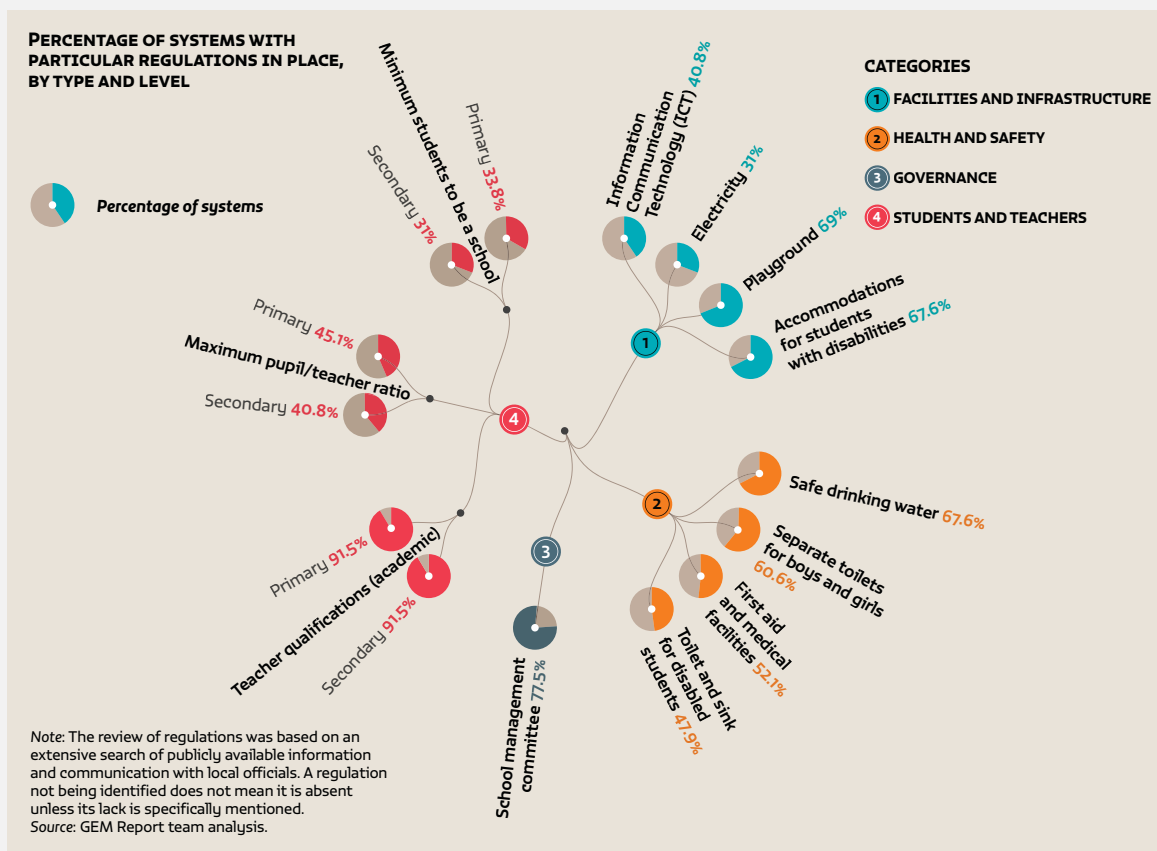 PERCENTAGE OF SYSTEMS WITH
PARTICULAR REGULATIONS IN PLACE,
BY TYPE AND LEVEL
Percentage of systems
CATEGORIES
1 FACILITIES AND INFRASTRUCTURE
2 HEALTH AND SAFETY
3 GOVERNANCE
4 STUDENTS AND TEACHERS
Minimum students to be a school
Primary 33.8%
Secondary 31%
Maximum pupil/teacher ratio
Primary 45.1%
Secondary 40.8%
4
Teacher qualifications (academic)
Primary 91.5%
Secondary 91.5%
1
Information
Communication
Technology (ICT) 40.8%
Electricity 31%
Playground 69%
Accommodations
for students
with disabilities 67.6%
2
Safe drinking water 67.6%
Separate toilets
for boys and girls
60.6%
First aid
and medical
facilities 52.1%
Toilet and sink
for disabled
students 47.9%
3
School management
committee 77.5%
Note: The review of regulations was based on an
extensive search of publicly available information
and communication with local officials. A regulation
not being identified does not mean it is absent
unless its lack is specifically mentioned.
Source: GEM Report team analysis.